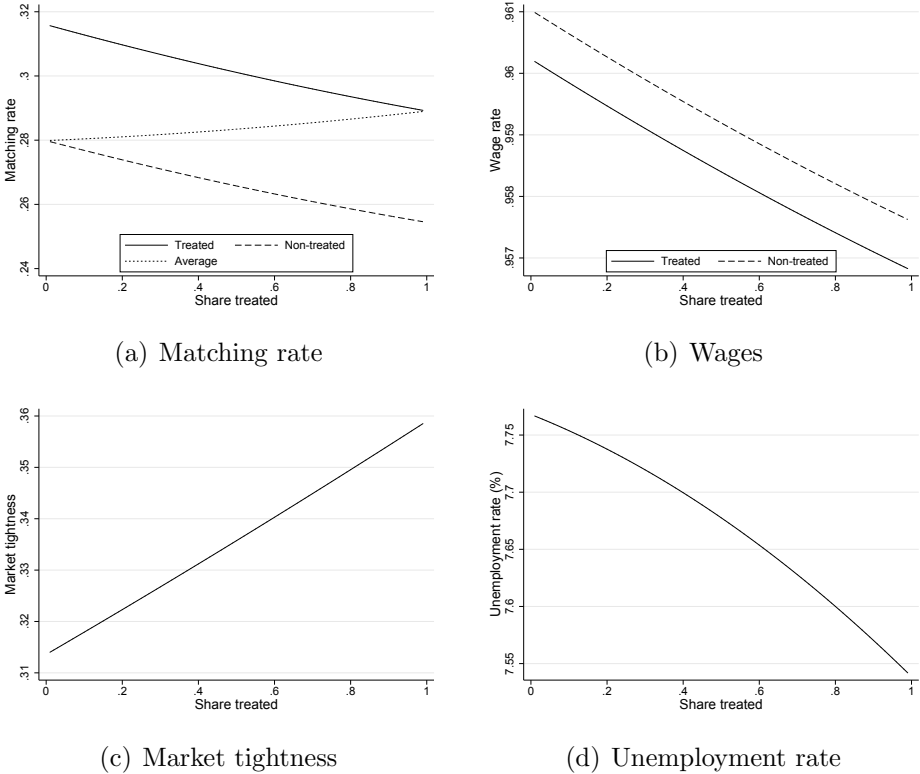 Matching rate
.24 .26 .28 .3 .32
Treated Non-treated
Average
0 .2 .4 .6 .8 1
Share treated
(a) Matching rate
Wage rate
.957 .958 .959 .96 .961
Treated Non-treated
0 .2 .4 .6 .8 1
Share treated
(b) Wages
Market tightness
.31 .32 .33 .34 .35 .36
0 .2 .4 .6 .8 1
Share treated
(c) Market tightness
Unemployment rate (%)
7.55 7.6 7.65 7.7 7.75
0 .2 .4 .6 .8 1
Share treated
(d) Unemployment rate